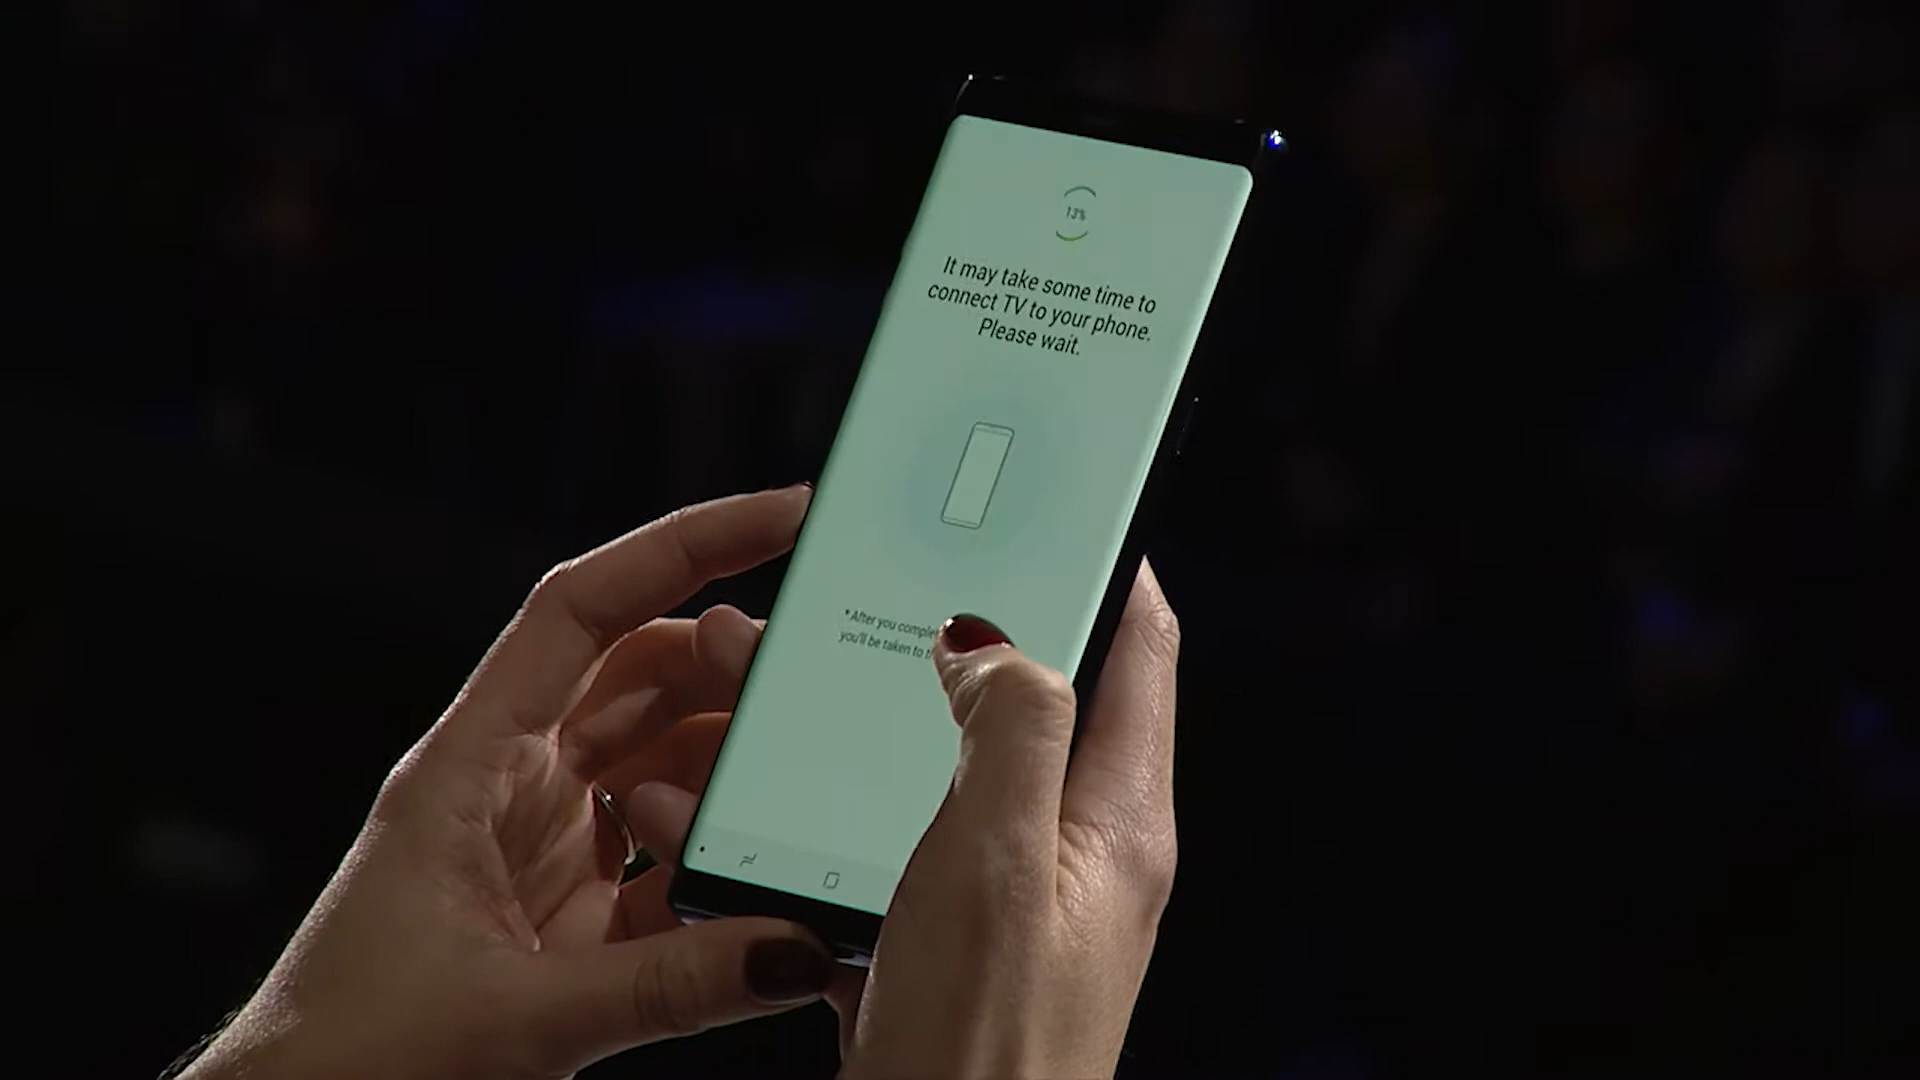 13%
It may take some time to
connect TV to your phone.
Please wait.
* After you
you'll be taken to